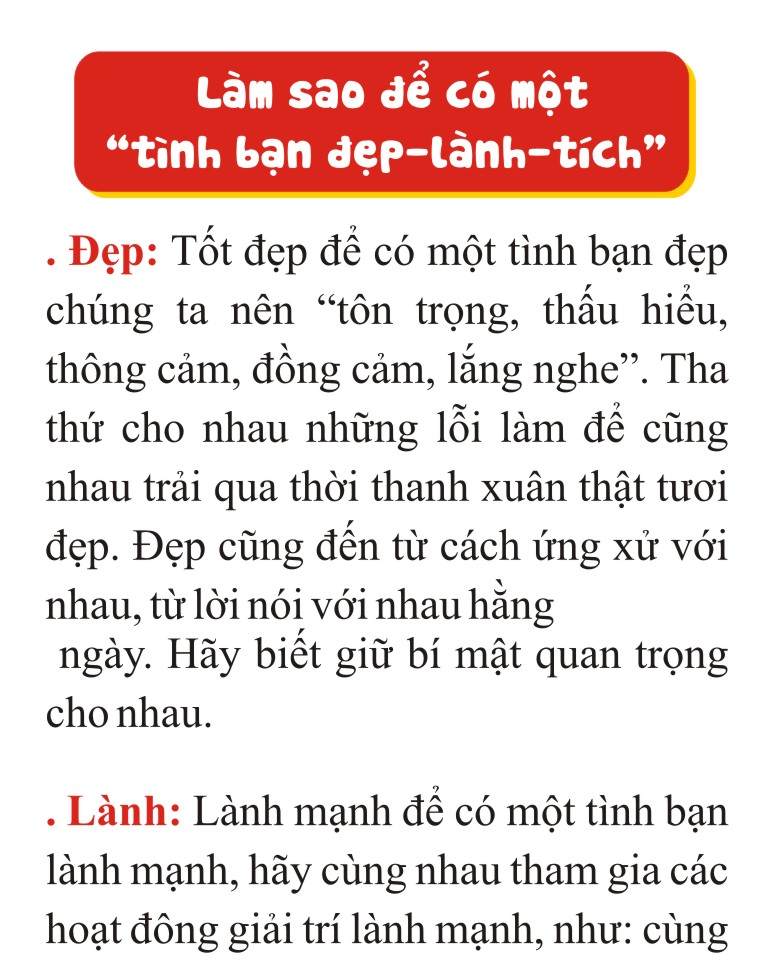 Làm sao để có một
“tình bạn đẹp-lành-tích”
. Đẹp: Tốt đẹp để có một tình bạn đẹp
chúng ta nên “tôn trọng, thấu hiểu,
thông cảm, đồng cảm, lắng nghe”. Tha
thứ cho nhau những lỗi làm để cũng
nhau trải qua thời thanh xuân thật tươi
đẹp. Đẹp cũng đến từ cách ứng xử với
nhau, từ lời nói với nhau hằng
ngày. Hãy biết giữ bí mật quan trọng
cho nhau.
. Lành: Lành mạnh để có một tình bạn
lành mạnh, hãy cùng nhau tham gia các
hoạt đông giải trí lành mạnh, như: cùng